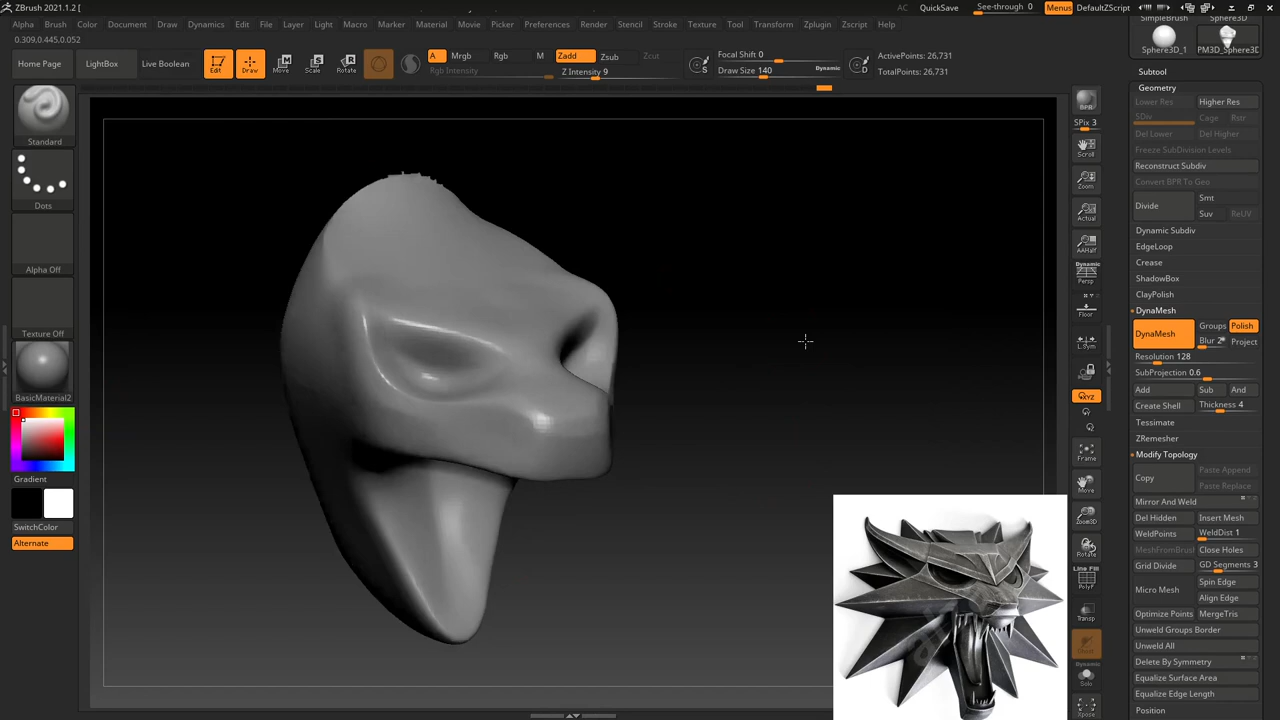 ZBrush 2021.1.2 [
AC QuickSave See-through 0 Menus DefaultZScript
Alpha Brush Color Document Draw Dynamics Edit File Layer Light Macro Marker Material Movie Picker Preferences Render Stencil Stroke Texture Tool Transform Zplugin Zscript Help
0.309,0.445,0.052
Home Page LightBox Live Boolean Edit Draw Move Scale Rotate
A Mrgb Rgb M Zadd Zsub Zcut
Rgb Intensity Z Intensity 9
Focal Shift 0
Draw Size 140 Dynamic
ActivePoints: 26,731
TotalPoints: 26,731
Standard
Dots
Alpha Off
Texture Off
BasicMaterial2
Gradient
SwitchColor
Alternate
BPR
SPix 3
Scroll
Zoom
Actual
AAHalf
Dynamic
Persp
Floor
L.Sym
XYZ
Frame
Move
Zoom3D
Rotate
Line Fill
PolyF
Transp
Dynamic
Solo
Xpose
SimpleBrush Sphere3D
Sphere3D_1 PM3D_Sphere3D
Subtool
Geometry
Lower Res Higher Res
SDiv Cage Rstr
Del Lower Del Higher
Freeze SubDivision Levels
Reconstruct Subdiv
Convert BPR To Geo
Divide Smt
Suv ReUV
Dynamic Subdiv
EdgeLoop
Crease
ShadowBox
ClayPolish
DynaMesh
DynaMesh Groups Polish
Blur 2 Project
Resolution 128
SubProjection 0.6
Add Sub And
Create Shell Thickness 4
Tessimate
ZRemesher
Modify Topology
Copy Paste Append
Paste Replace
Mirror And Weld
Del Hidden Insert Mesh
WeldPoints WeldDist 1
MeshFromBrush Close Holes
Grid Divide GD Segments 3
Micro Mesh Spin Edge
Align Edge
Optimize Points MergeTris
Unweld Groups Border
Unweld All
Delete By Symmetry
Equalize Surface Area
Equalize Edge Length
Position